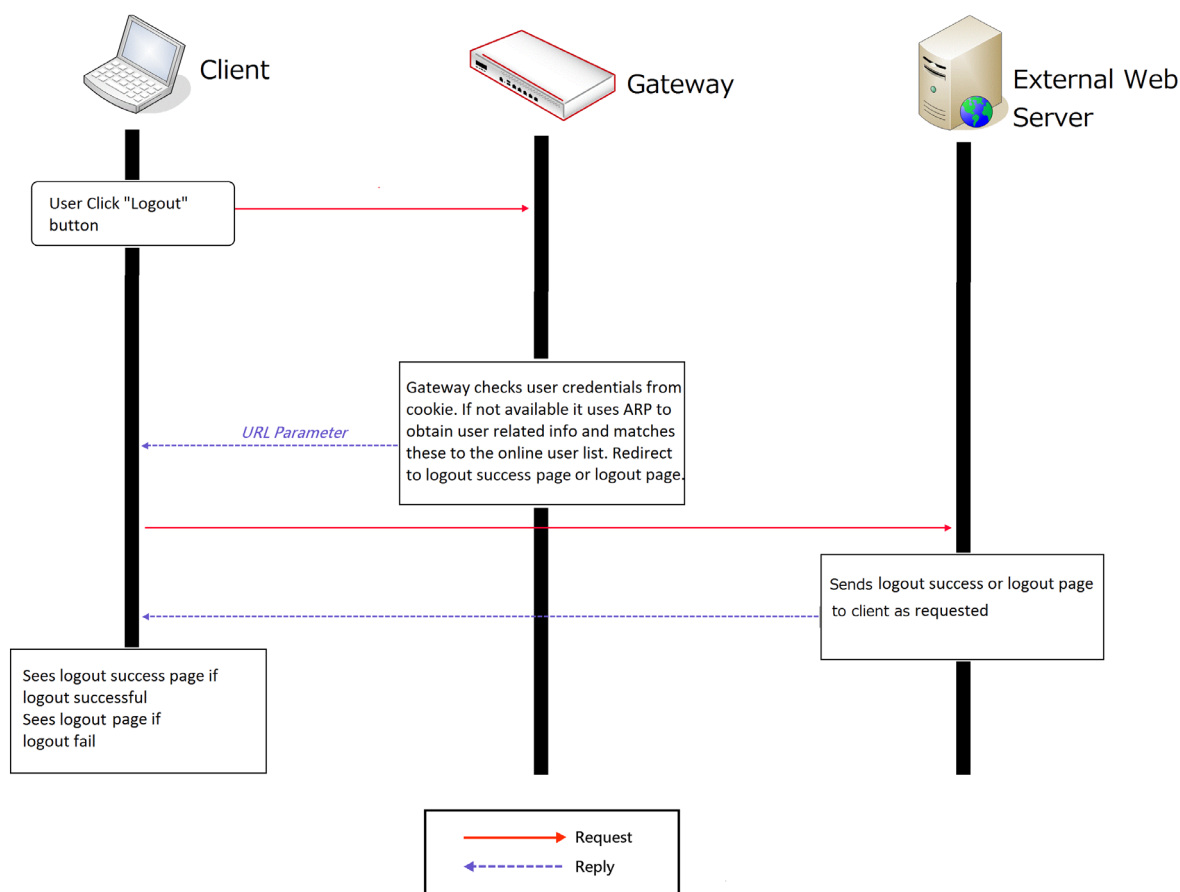 Client
Gateway
External Web
Server
User Click "Logout"
button
Gateway checks user credentials from
cookie. If not available it uses ARP to
obtain user related info and matches
these to the online user list. Redirect
to logout success page or logout page.
URL Parameter
Sends logout success or logout page
to client as requested
Sees logout success page if
logout successful
Sees logout page if
logout fail
Request
Reply